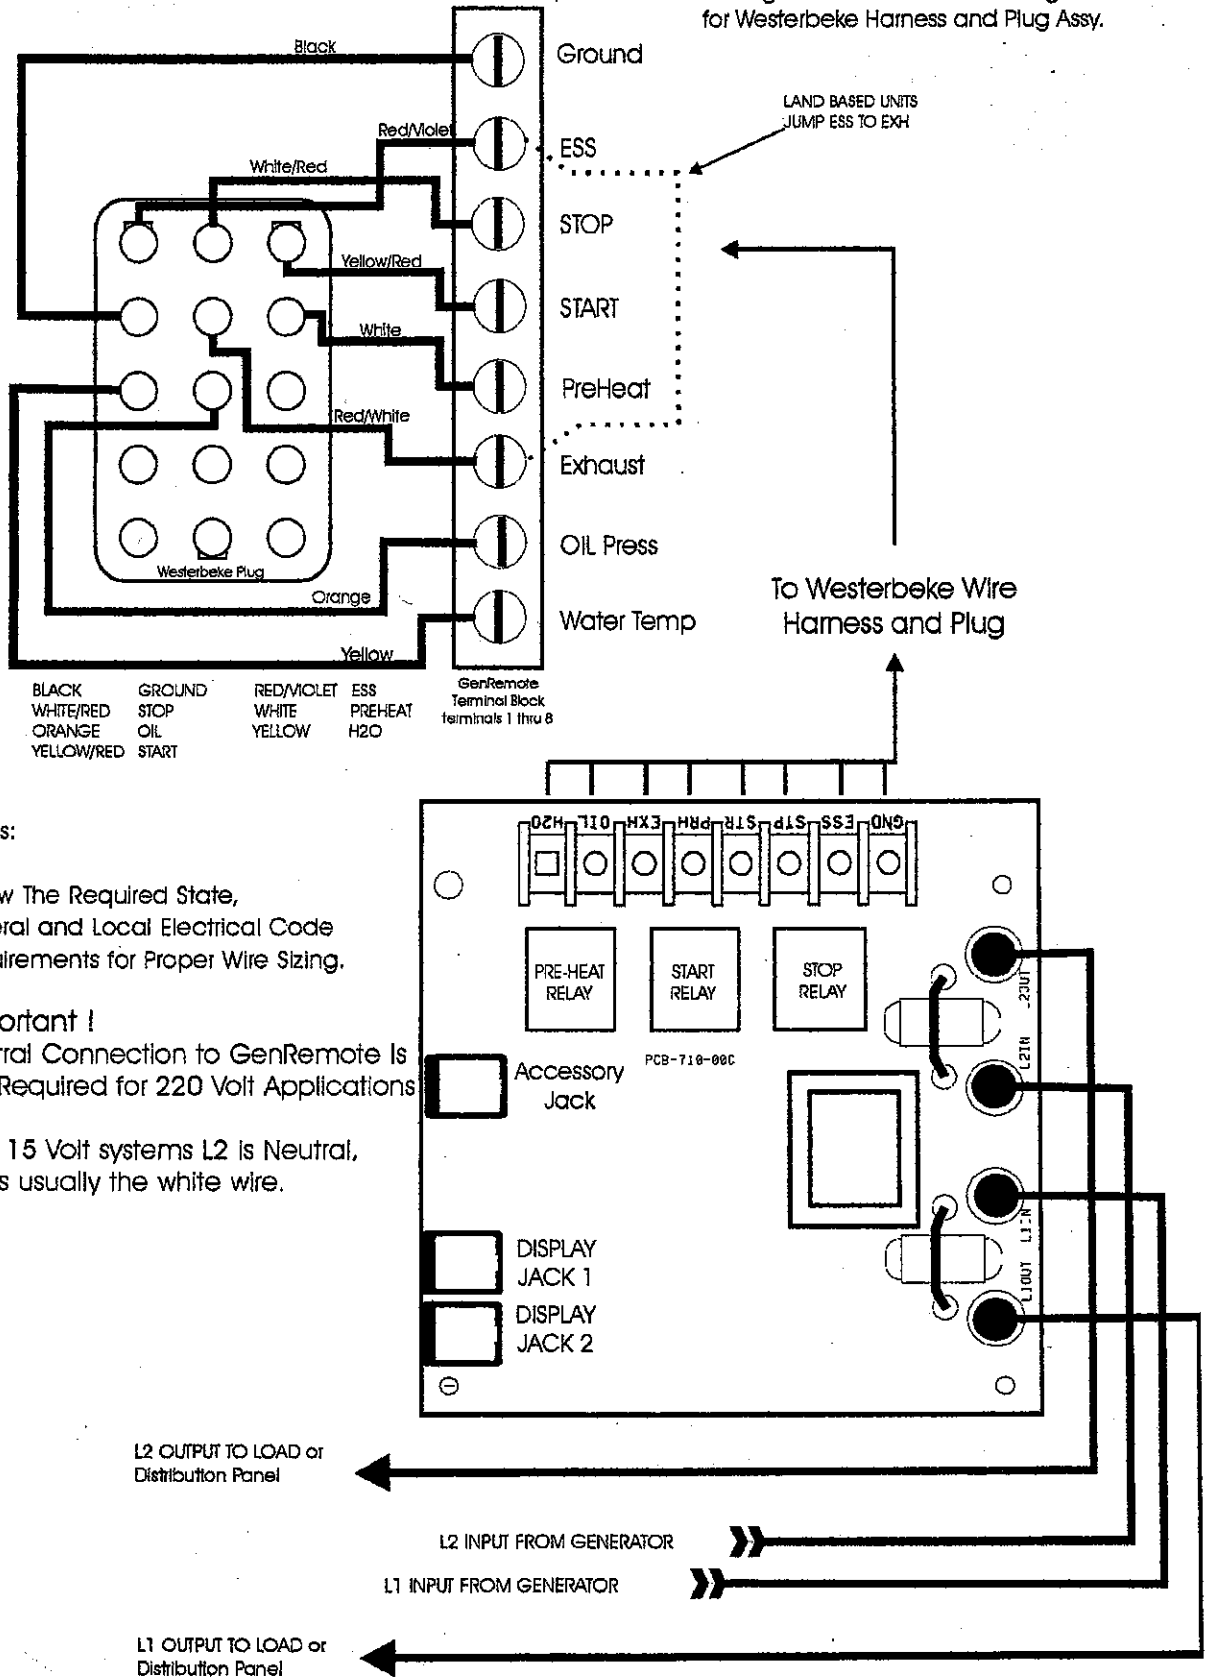 for Westerbeke Harness and Plug Assy.
Black
Ground
LAND BASED UNITS
JUMP ESS TO EXH
Red/Violet
ESS
White/Red
STOP
Yellow/Red
START
White
PreHeat
Red/White
Exhaust
OIL Press
Westerbeke Plug
Orange
Water Temp
Yellow
To Westerbeke Wire
Harness and Plug
GenRemote
Terminal Block
terminals 1 thru 8
BLACK GROUND RED/VIOLET ESS
WHITE/RED STOP WHITE PREHEAT
ORANGE OIL YELLOW H2O
YELLOW/RED START
H2O OIL EXH PRH STR STP ESS GND
s:
w The Required State,
eral and Local Electrical Code
uirements for Proper Wire Sizing.
ortant !
tral Connection to GenRemote Is
Required for 220 Volt Applications
15 Volt systems L2 is Neutral,
s usually the white wire.
PRE-HEAT
RELAY
START
RELAY
STOP
RELAY
L2OUT
L2IN
PCB-710-00C
Accessory
Jack
L1IN
L1OUT
DISPLAY
JACK 1
DISPLAY
JACK 2
L2 OUTPUT TO LOAD or
Distribution Panel
L2 INPUT FROM GENERATOR
L1 INPUT FROM GENERATOR
L1 OUTPUT TO LOAD or
Distribution Panel